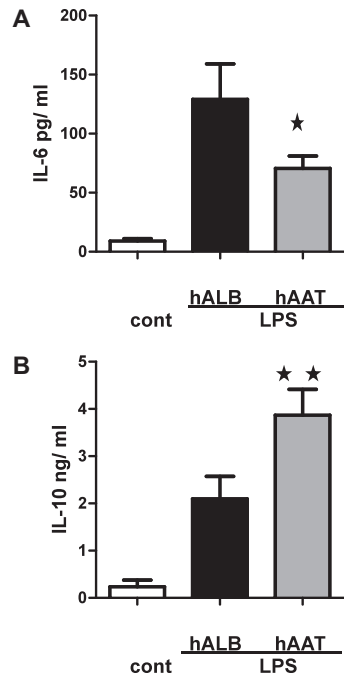 A
200
150
100
50
0
IL-6 pg/ ml
hALB hAAT
cont LPS
B
5
4
3
2
1
0
IL-10 ng/ ml
hALB hAAT
cont LPS